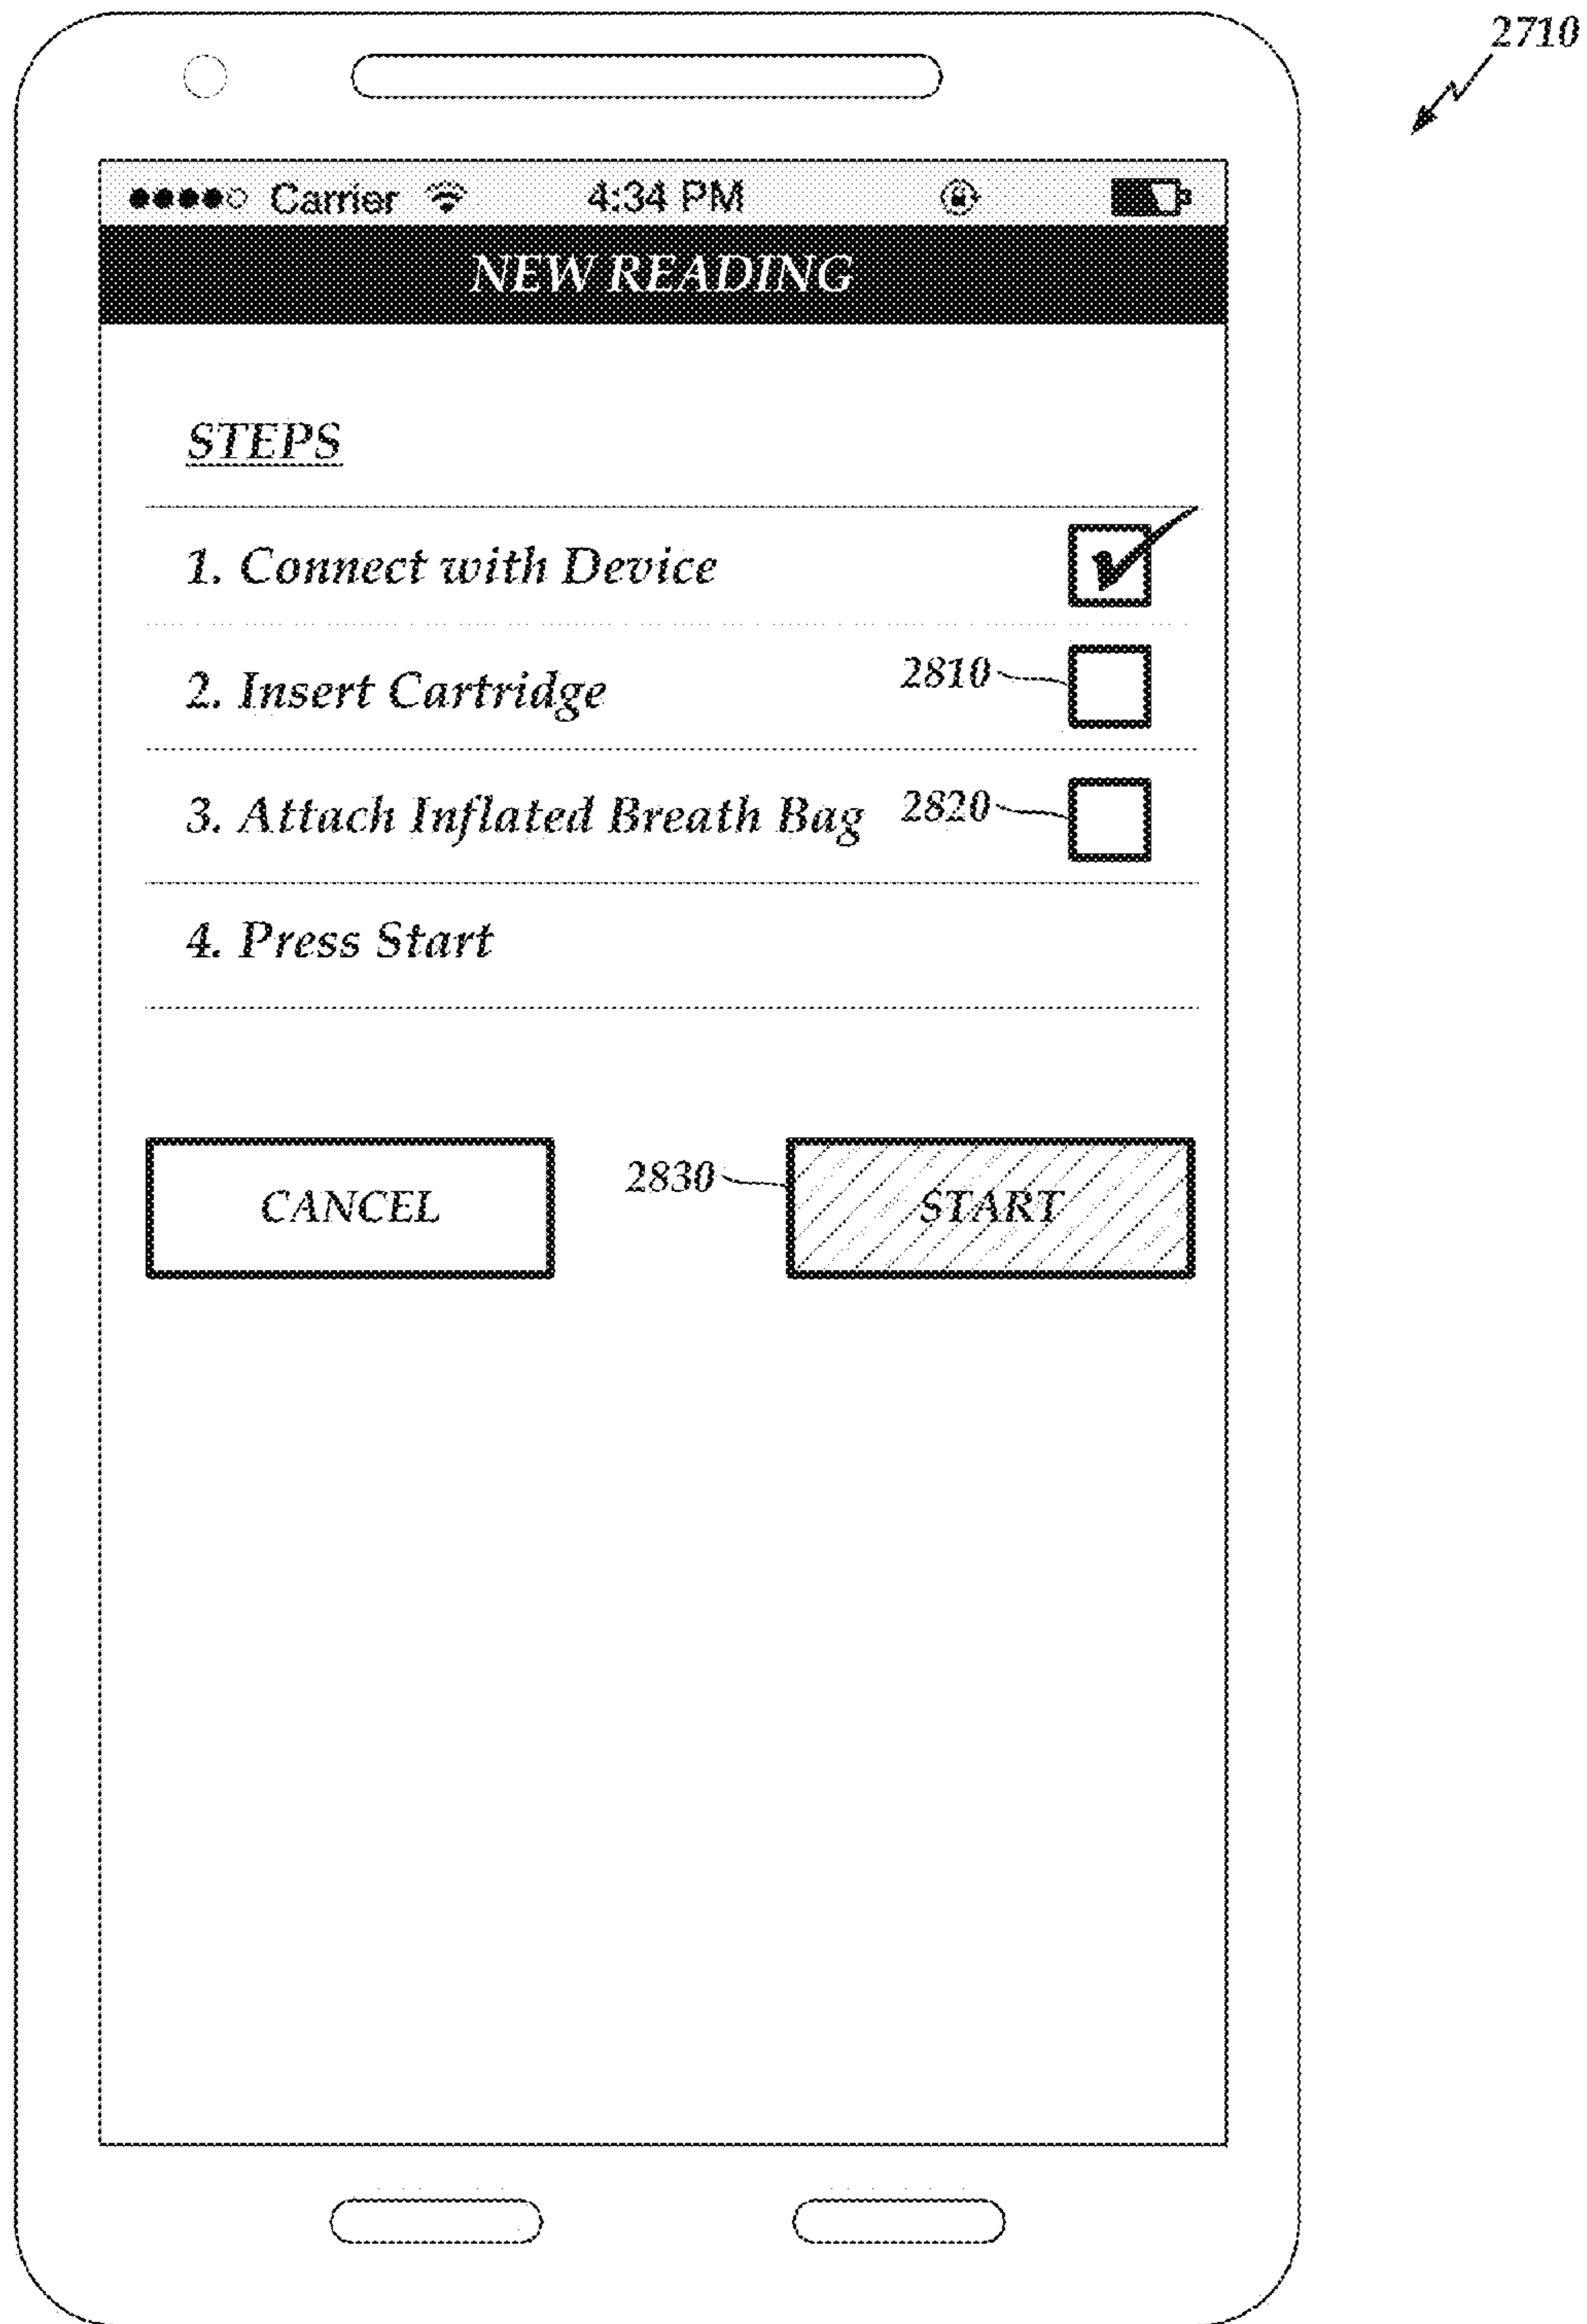 2710
Carrier 4:34 PM
NEW READING
STEPS
1. Connect with Device
2. Insert Cartridge 2810
3. Attach Inflated Breath Bag 2820
4. Press Start
CANCEL 2830 START